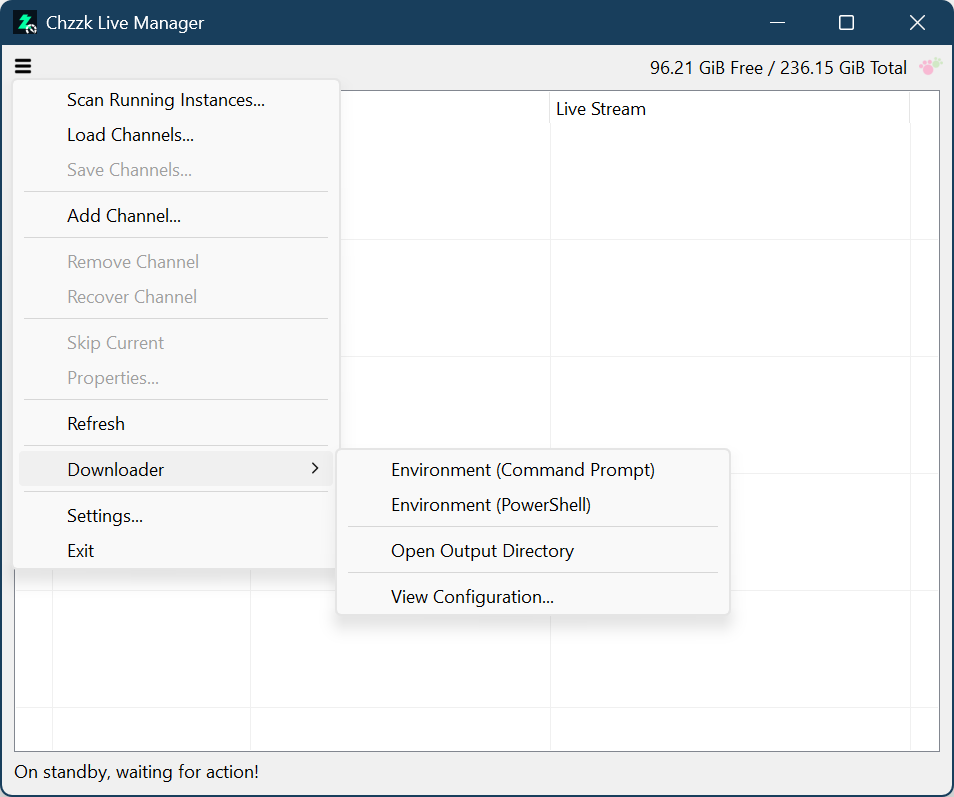 Chzzk Live Manager
96.21 GiB Free / 236.15 GiB Total
Live Stream
Scan Running Instances...
Load Channels...
Save Channels...
Add Channel...
Remove Channel
Recover Channel
Skip Current
Properties...
Refresh
Downloader
Settings...
Exit
Environment (Command Prompt)
Environment (PowerShell)
Open Output Directory
View Configuration...
On standby, waiting for action!